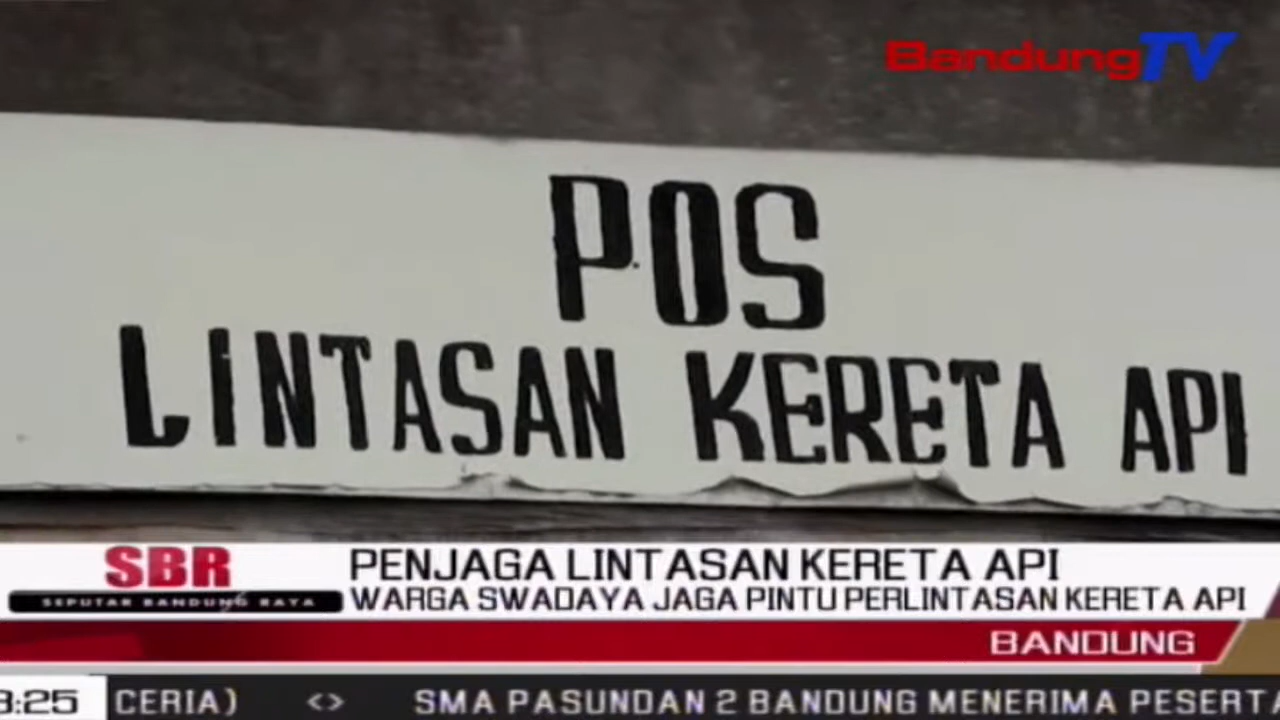 BandungTV
POS
LINTASAN KERETA API
SBR
SEPUTAR BANDUNG RAYA
PENJAGA LINTASAN KERETA API
WARGA SWADAYA JAGA PINTU PERLINTASAN KERETA API
BANDUNG
:25 CERIA) <> SMA PASUNDAN 2 BANDUNG MENERIMA PESERTA